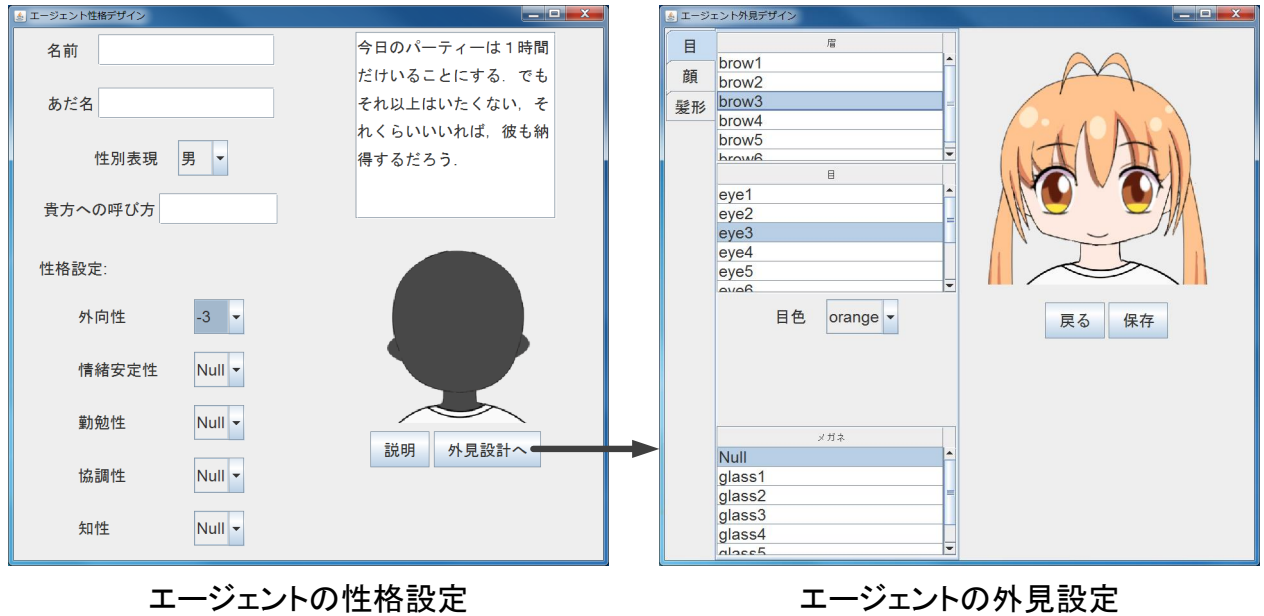 エージェント性格デザイン
名前
あだ名
性別表現 男
貴方への呼び方
性格設定:
外向性 -3
情緒安定性 Null
勤勉性 Null
協調性 Null
知性 Null
今日のパーティーは１時間
だけいることにする．でも
それ以上はいたくない，そ
れくらいいいれば，彼も納
得するだろう．
説明 外見設計へ
エージェントの性格設定
エージェント外見デザイン
目
顔
髪形
眉
brow1
brow2
brow3
brow4
brow5
brow6
目
eye1
eye2
eye3
eye4
eye5
eye6
目色 orange
メガネ
Null
glass1
glass2
glass3
glass4
glass5
戻る 保存
エージェントの外見設定